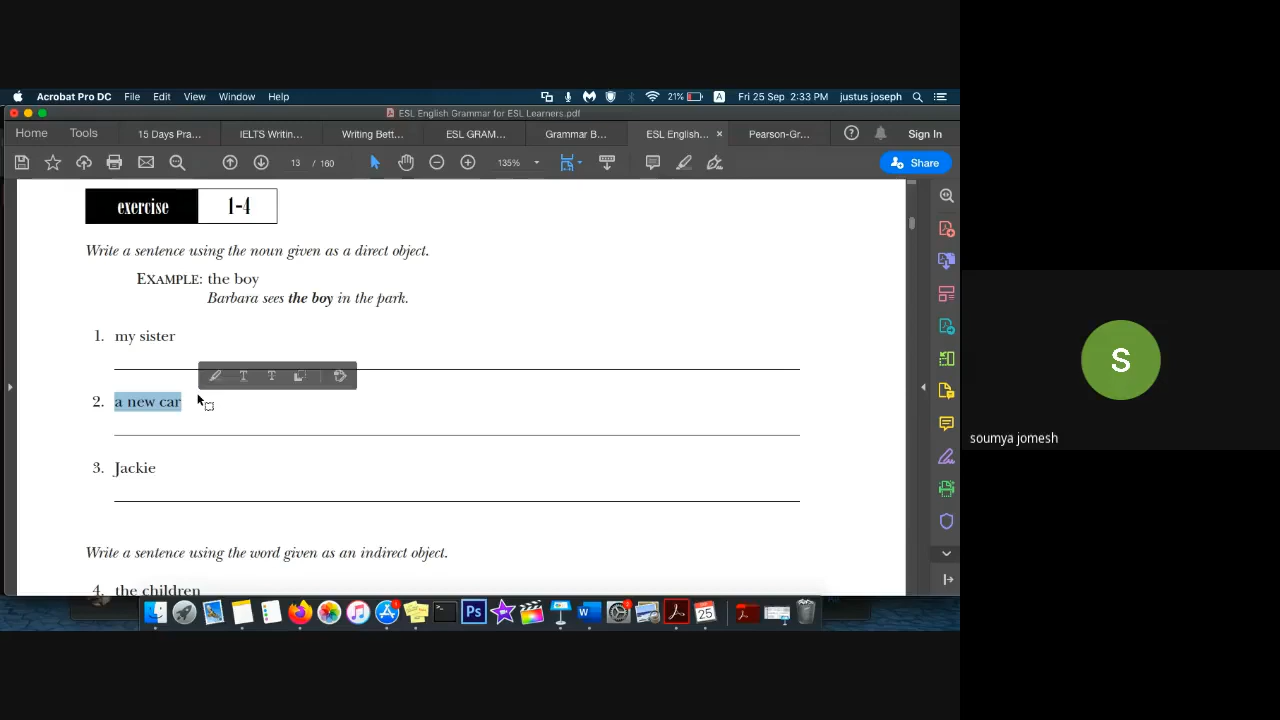 Acrobat Pro DC File Edit View Window Help 21% A Fri 25 Sep 2:33 PM justus joseph
ESL English Grammar for ESL Learners.pdf
Home Tools 15 Days Pra... IELTS Writin... Writing Bett... ESL GRAM... Grammar B... ESL English... × Pearson-Gr... Sign In
13 / 160 135% Share
exercise 1-4
Write a sentence using the noun given as a direct object.
EXAMPLE: the boy
Barbara sees the boy in the park.
1. my sister
2. a new car
3. Jackie
Write a sentence using the word given as an indirect object.
4. the children
Ps W 25
S
soumya jomesh